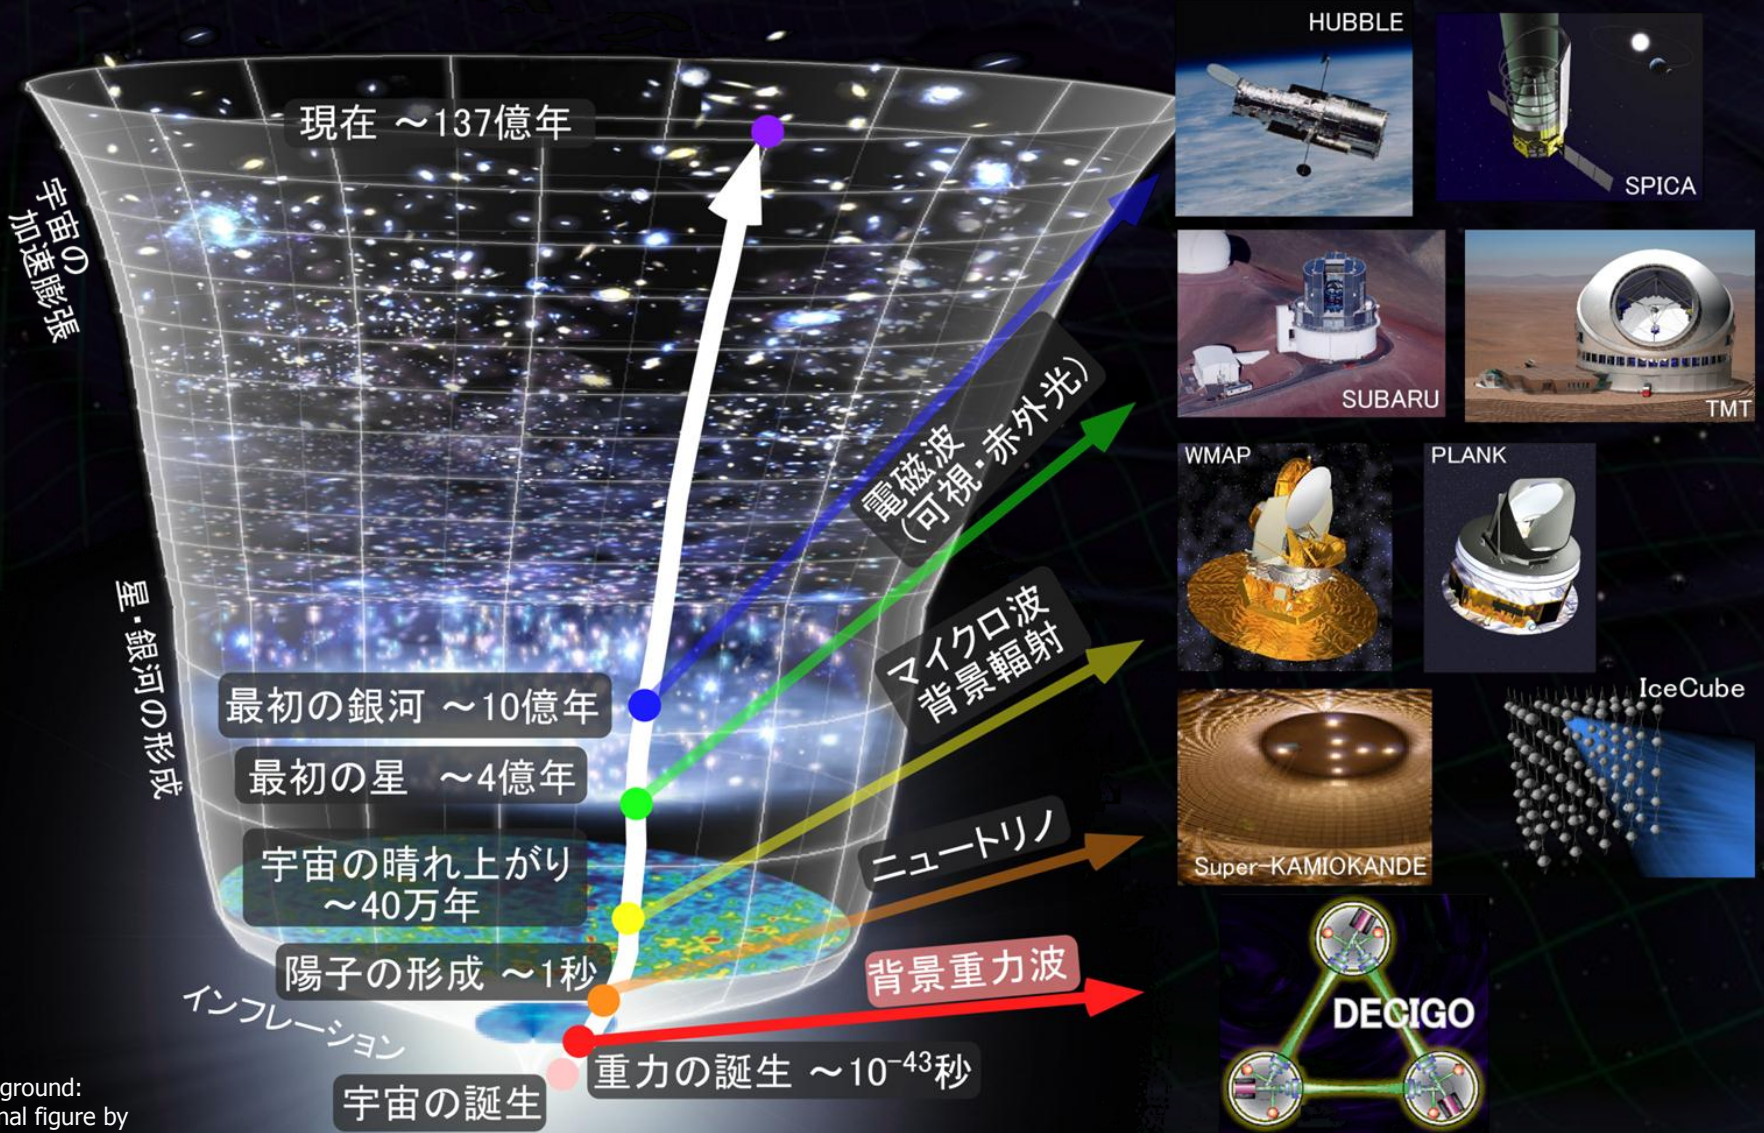 HUBBLE
SPICA
現在 ～137億年
宇宙の
加速膨張
SUBARU
TMT
電磁波
(可視・赤外光)
WMAP
PLANK
マイクロ波
背景輻射
星・銀河の形成
最初の銀河 ～10億年
最初の星 ～4億年
IceCube
宇宙の晴れ上がり
～40万年
ニュートリノ
Super-KAMIOKANDE
陽子の形成 ～1秒
背景重力波
インフレーション
DECIGO
重力の誕生 ～10⁻⁴³秒
宇宙の誕生
ground:
nal figure by